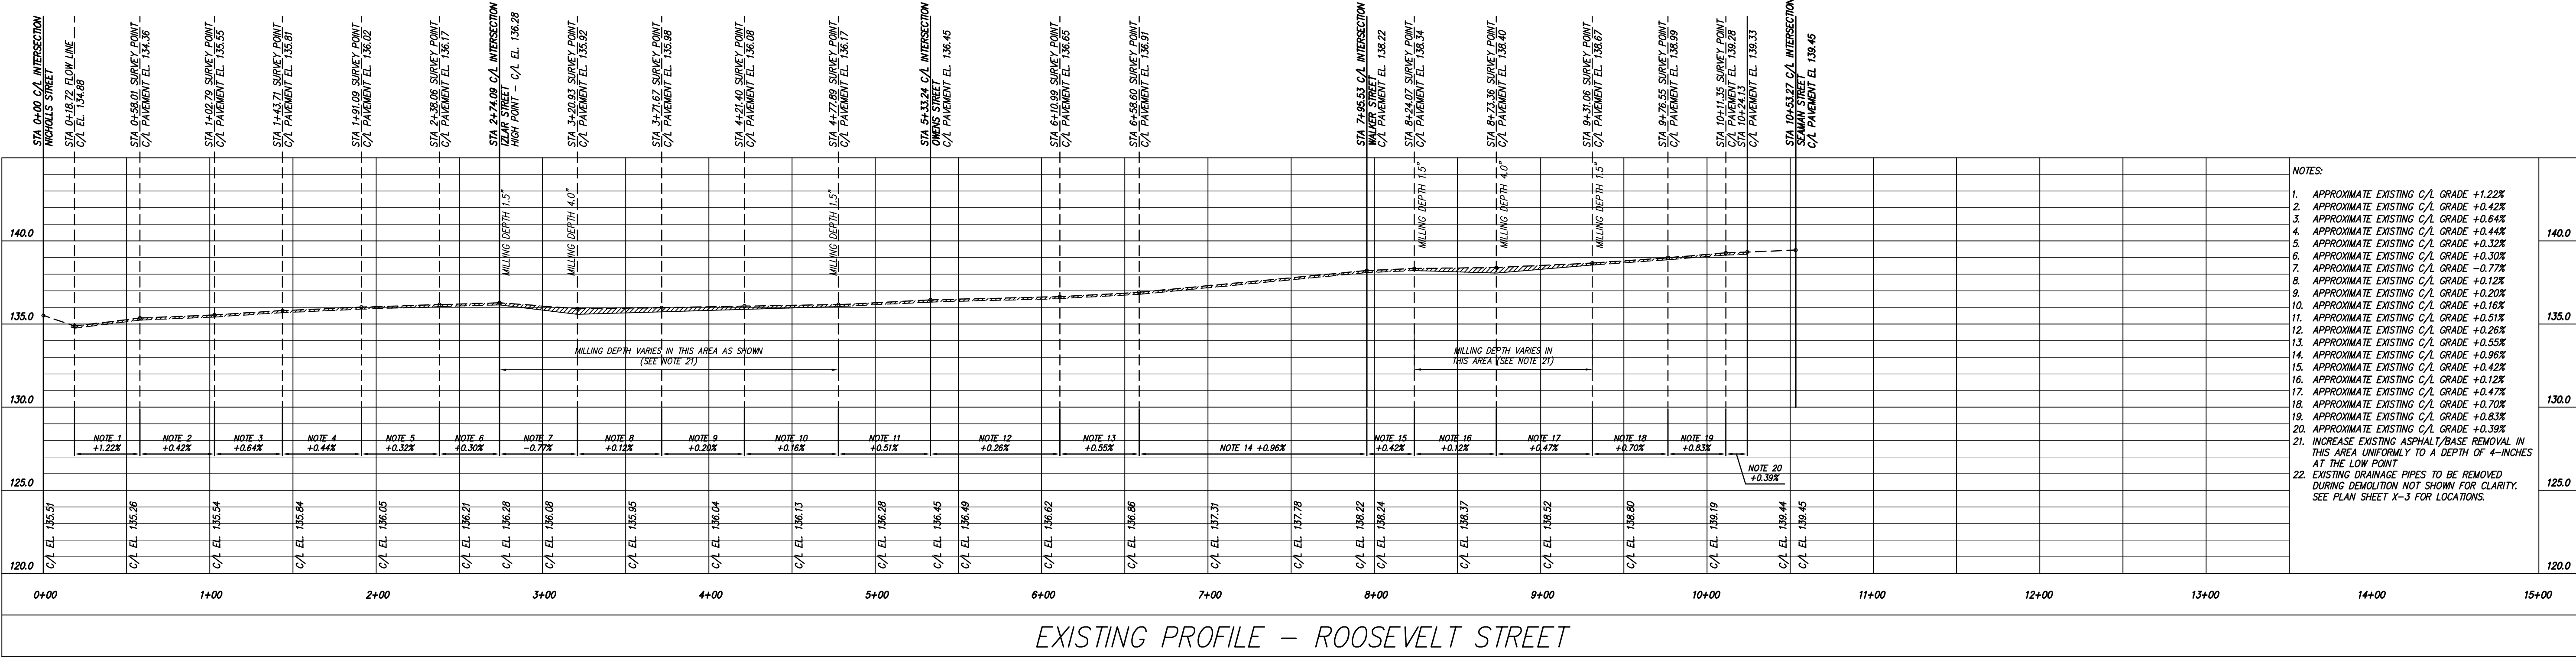 STA 0+00 C/L INTERSECTION
NICHOLLS STREET
STA 0+18.72 FLOW LINE
C/L EL. 134.88
STA 0+58.01 SURVEY POINT
C/L PAVEMENT EL. 134.36
STA 1+02.79 SURVEY POINT
C/L PAVEMENT EL. 135.55
STA 1+43.71 SURVEY POINT
C/L PAVEMENT EL. 135.81
STA 1+91.09 SURVEY POINT
C/L PAVEMENT EL. 136.02
STA 2+38.06 SURVEY POINT
C/L PAVEMENT EL. 136.17
STA 2+74.09 C/L INTERSECTION
IZLAR STREET
HIGH POINT - C/L EL. 136.28
STA 3+20.93 SURVEY POINT
C/L PAVEMENT EL. 135.92
STA 3+71.67 SURVEY POINT
C/L PAVEMENT EL. 135.98
STA 4+21.40 SURVEY POINT
C/L PAVEMENT EL. 136.08
STA 4+77.89 SURVEY POINT
C/L PAVEMENT EL. 136.17
STA 5+33.24 C/L INTERSECTION
OWENS STREET
C/L PAVEMENT EL. 136.45
STA 6+10.99 SURVEY POINT
C/L PAVEMENT EL. 136.65
STA 6+58.60 SURVEY POINT
C/L PAVEMENT EL. 136.91
STA 7+95.53 C/L INTERSECTION
WALKER STREET
C/L PAVEMENT EL. 138.22
STA 8+24.07 SURVEY POINT
C/L PAVEMENT EL. 138.34
STA 8+73.36 SURVEY POINT
C/L PAVEMENT EL. 138.40
STA 9+31.06 SURVEY POINT
C/L PAVEMENT EL. 138.67
STA 9+76.55 SURVEY POINT
C/L PAVEMENT EL. 138.99
STA 10+11.35 SURVEY POINT
C/L PAVEMENT EL. 139.28
STA 10+24.13
C/L PAVEMENT EL. 139.33
STA 10+53.27 C/L INTERSECTION
SEAMAN STREET
C/L PAVEMENT EL 139.45
MILLING DEPTH 1.5"
MILLING DEPTH 4.0"
MILLING DEPTH 1.5"
MILLING DEPTH 1.5"
MILLING DEPTH 4.0"
MILLING DEPTH 1.5"
140.0
135.0
130.0
125.0
120.0
MILLING DEPTH VARIES IN THIS AREA AS SHOWN
(SEE NOTE 21)
MILLING DEPTH VARIES IN
THIS AREA (SEE NOTE 21)
NOTE 1
+1.22%
NOTE 2
+0.42%
NOTE 3
+0.64%
NOTE 4
+0.44%
NOTE 5
+0.32%
NOTE 6
+0.30%
NOTE 7
-0.77%
NOTE 8
+0.12%
NOTE 9
+0.20%
NOTE 10
+0.16%
NOTE 11
+0.51%
NOTE 12
+0.26%
NOTE 13
+0.55%
NOTE 14 +0.96%
NOTE 15
+0.42%
NOTE 16
+0.12%
NOTE 17
+0.47%
NOTE 18
+0.70%
NOTE 19
+0.83%
NOTE 20
+0.39%
C/L EL. 135.51
C/L EL. 135.26
C/L EL. 135.54
C/L EL. 135.84
C/L EL. 136.05
C/L EL. 136.21
C/L EL. 136.28
C/L EL. 136.08
C/L EL. 135.95
C/L EL. 136.04
C/L EL. 136.13
C/L EL. 136.28
C/L EL. 136.45
C/L EL. 136.49
C/L EL. 136.62
C/L EL. 136.86
C/L EL. 137.31
C/L EL. 137.78
C/L EL. 138.22
C/L EL. 138.24
C/L EL. 138.37
C/L EL. 138.52
C/L EL. 138.80
C/L EL. 139.19
C/L EL. 139.44
C/L EL. 139.45
NOTES:
1. APPROXIMATE EXISTING C/L GRADE +1.22%
2. APPROXIMATE EXISTING C/L GRADE +0.42%
3. APPROXIMATE EXISTING C/L GRADE +0.64%
4. APPROXIMATE EXISTING C/L GRADE +0.44%
5. APPROXIMATE EXISTING C/L GRADE +0.32%
6. APPROXIMATE EXISTING C/L GRADE +0.30%
7. APPROXIMATE EXISTING C/L GRADE -0.77%
8. APPROXIMATE EXISTING C/L GRADE +0.12%
9. APPROXIMATE EXISTING C/L GRADE +0.20%
10. APPROXIMATE EXISTING C/L GRADE +0.16%
11. APPROXIMATE EXISTING C/L GRADE +0.51%
12. APPROXIMATE EXISTING C/L GRADE +0.26%
13. APPROXIMATE EXISTING C/L GRADE +0.55%
14. APPROXIMATE EXISTING C/L GRADE +0.96%
15. APPROXIMATE EXISTING C/L GRADE +0.42%
16. APPROXIMATE EXISTING C/L GRADE +0.12%
17. APPROXIMATE EXISTING C/L GRADE +0.47%
18. APPROXIMATE EXISTING C/L GRADE +0.70%
19. APPROXIMATE EXISTING C/L GRADE +0.83%
20. APPROXIMATE EXISTING C/L GRADE +0.39%
21. INCREASE EXISTING ASPHALT/BASE REMOVAL IN
THIS AREA UNIFORMLY TO A DEPTH OF 4-INCHES
AT THE LOW POINT
22. EXISTING DRAINAGE PIPES TO BE REMOVED
DURING DEMOLITION NOT SHOWN FOR CLARITY.
SEE PLAN SHEET X-3 FOR LOCATIONS.
140.0
135.0
130.0
125.0
120.0
0+00 1+00 2+00 3+00 4+00 5+00 6+00 7+00 8+00 9+00 10+00 11+00 12+00 13+00 14+00 15+00
EXISTING PROFILE - ROOSEVELT STREET